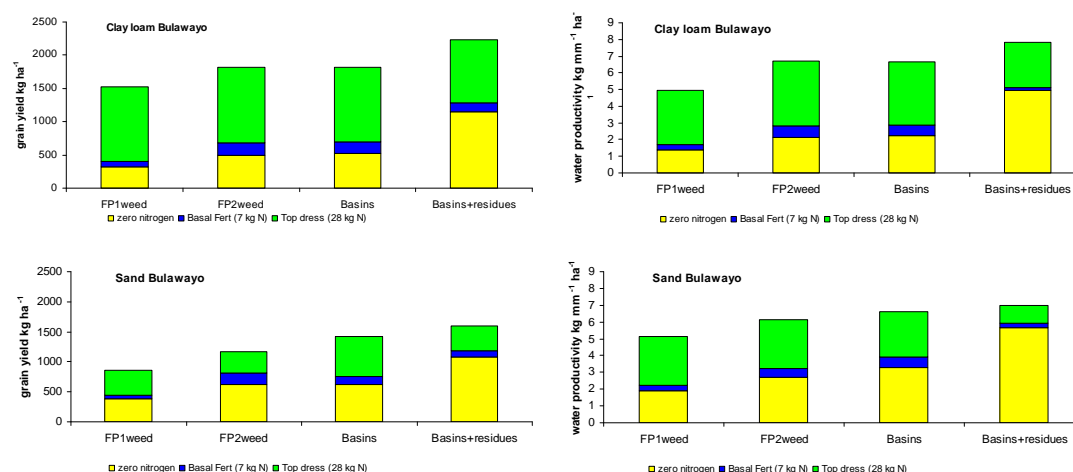 Clay loam Bulawayo
grain yield kg ha -1
2500
2000
1500
1000
500
0
FP1weed FP2weed Basins Basins+residues
zero nitrogen Basal Fert (7 kg N) Top dress (28 kg N)
Clay loam Bulawayo
water productivity kg mm -1 ha-
1
9
8
7
6
5
4
3
2
1
0
FP1weed FP2weed Basins Basins+residues
zero nitrogen Basal Fert (7 kg N) Top dress (28 kg N)
Sand Bulawayo
grain yield kg ha -1
2500
2000
1500
1000
500
0
FP1weed FP2weed Basins Basins+residues
zero nitrogen Basal Fert (7 kg N) Top dress (28 kg N)
Sand Bulawayo
water productivity kg mm -1 ha-1
9
8
7
6
5
4
3
2
1
0
FP1weed FP2weed Basins Basins+residues
zero nitrogen Basal Fert (7 kg N) Top dress (28 kg N)